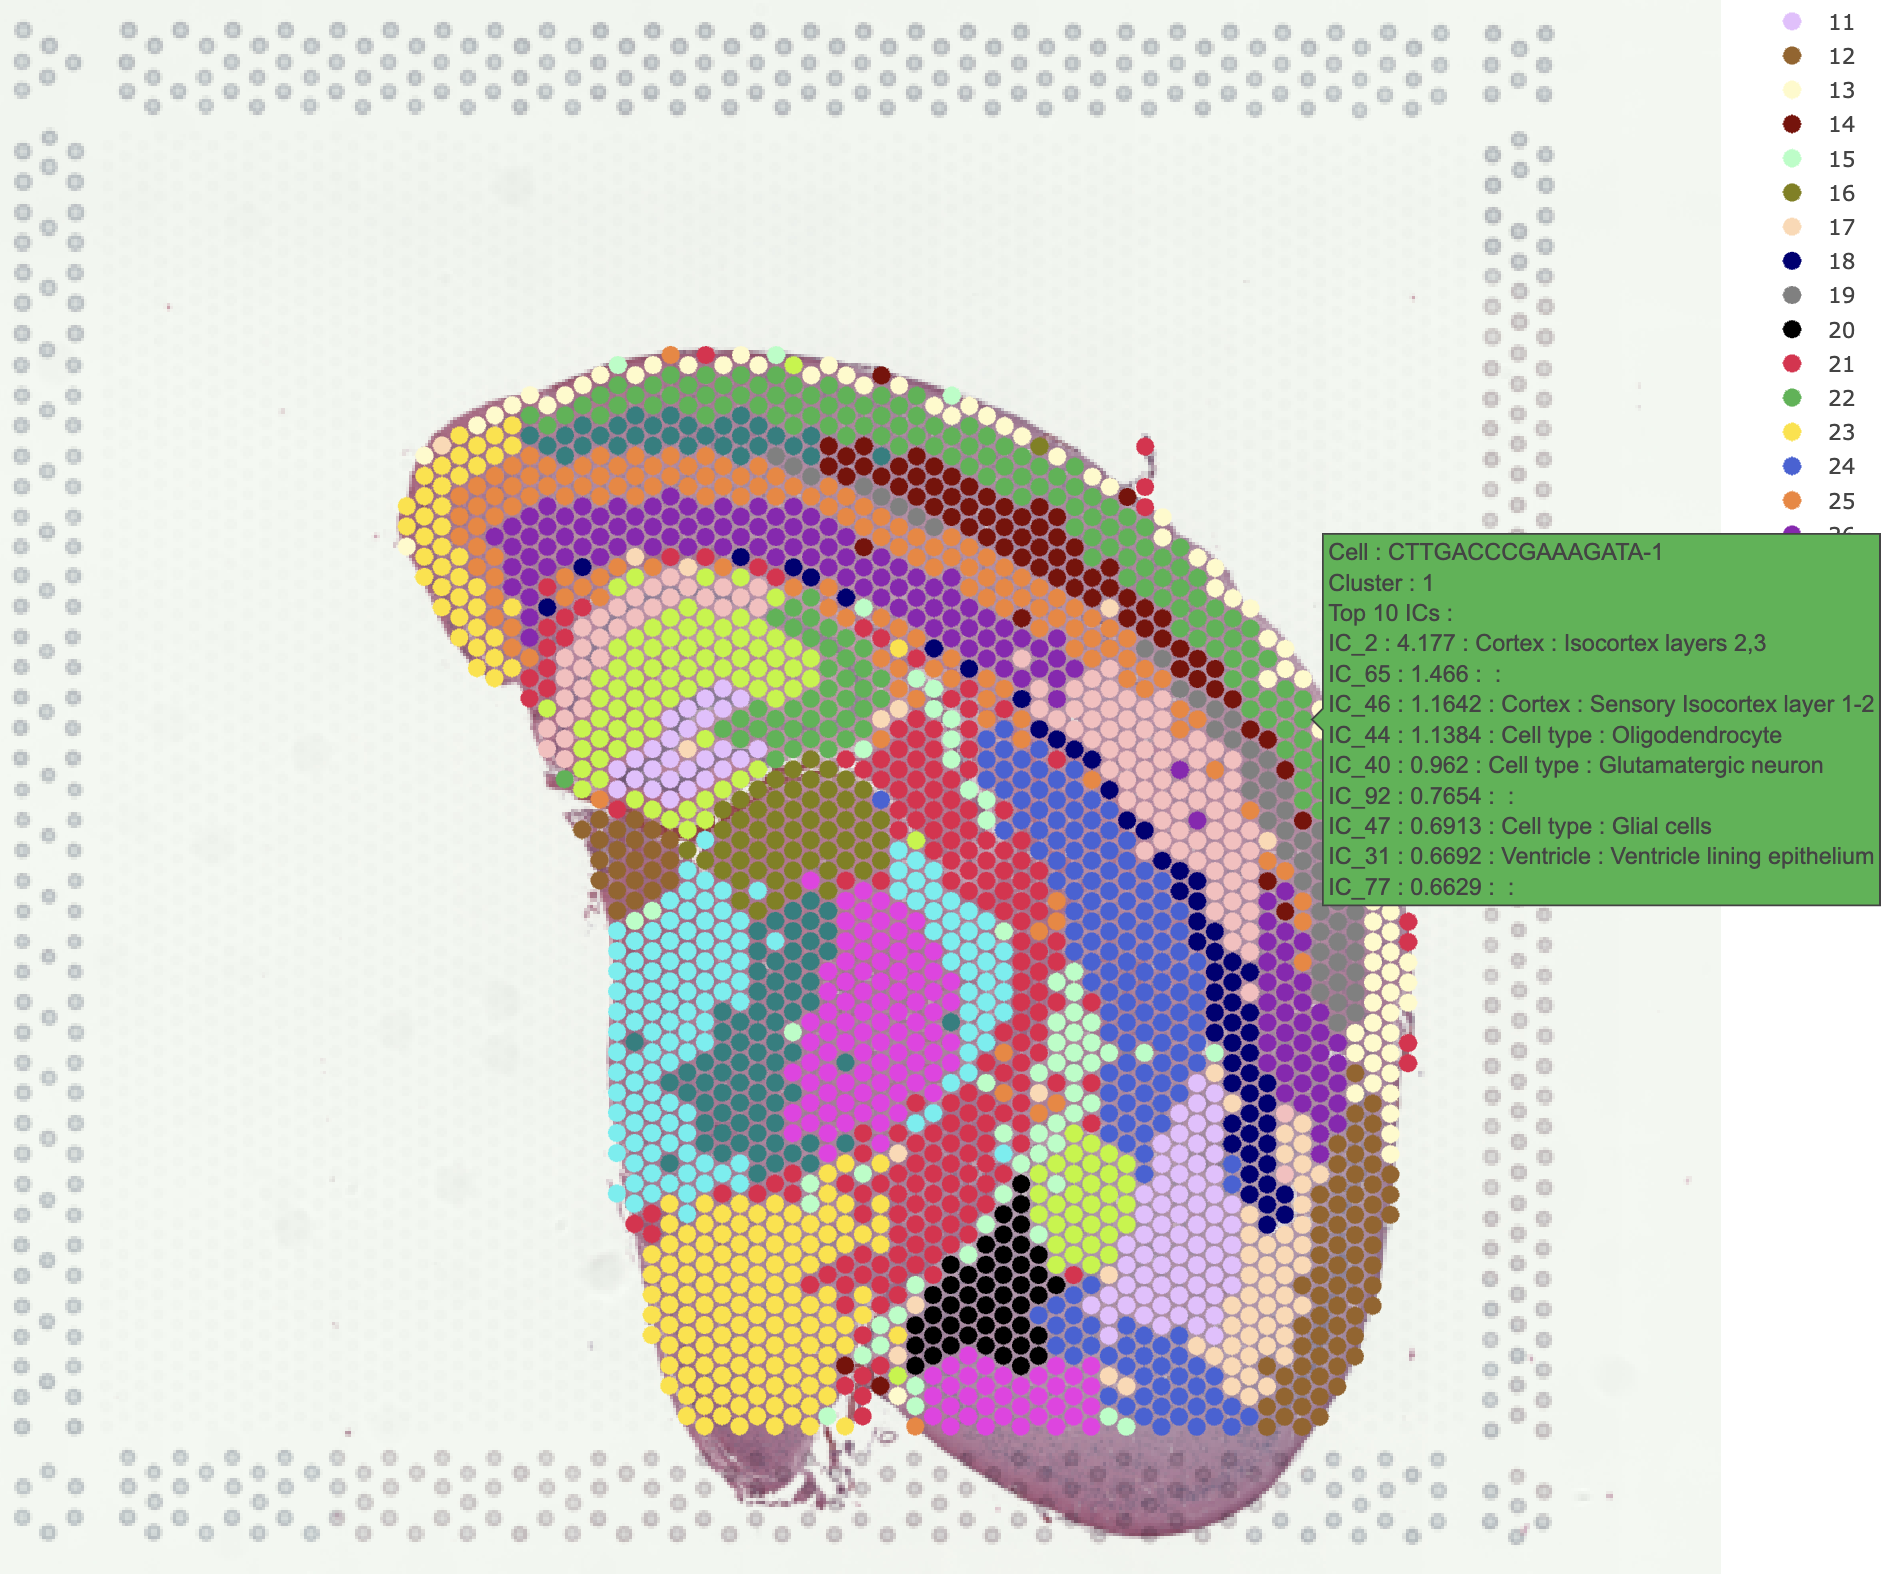 11
12
13
14
15
16
17
18
19
20
21
22
23
24
25
Cell : CTTGACCCGAAAGATA-1
Cluster : 1
Top 10 ICs :
IC_2 : 4.177 : Cortex : Isocortex layers 2,3
IC_65 : 1.466 :  :
IC_46 : 1.1642 : Cortex : Sensory Isocortex layer 1-2
IC_44 : 1.1384 : Cell type : Oligodendrocyte
IC_40 : 0.962 : Cell type : Glutamatergic neuron
IC_92 : 0.7654 :  :
IC_47 : 0.6913 : Cell type : Glial cells
IC_31 : 0.6692 : Ventricle : Ventricle lining epithelium
IC_77 : 0.6629 :  :